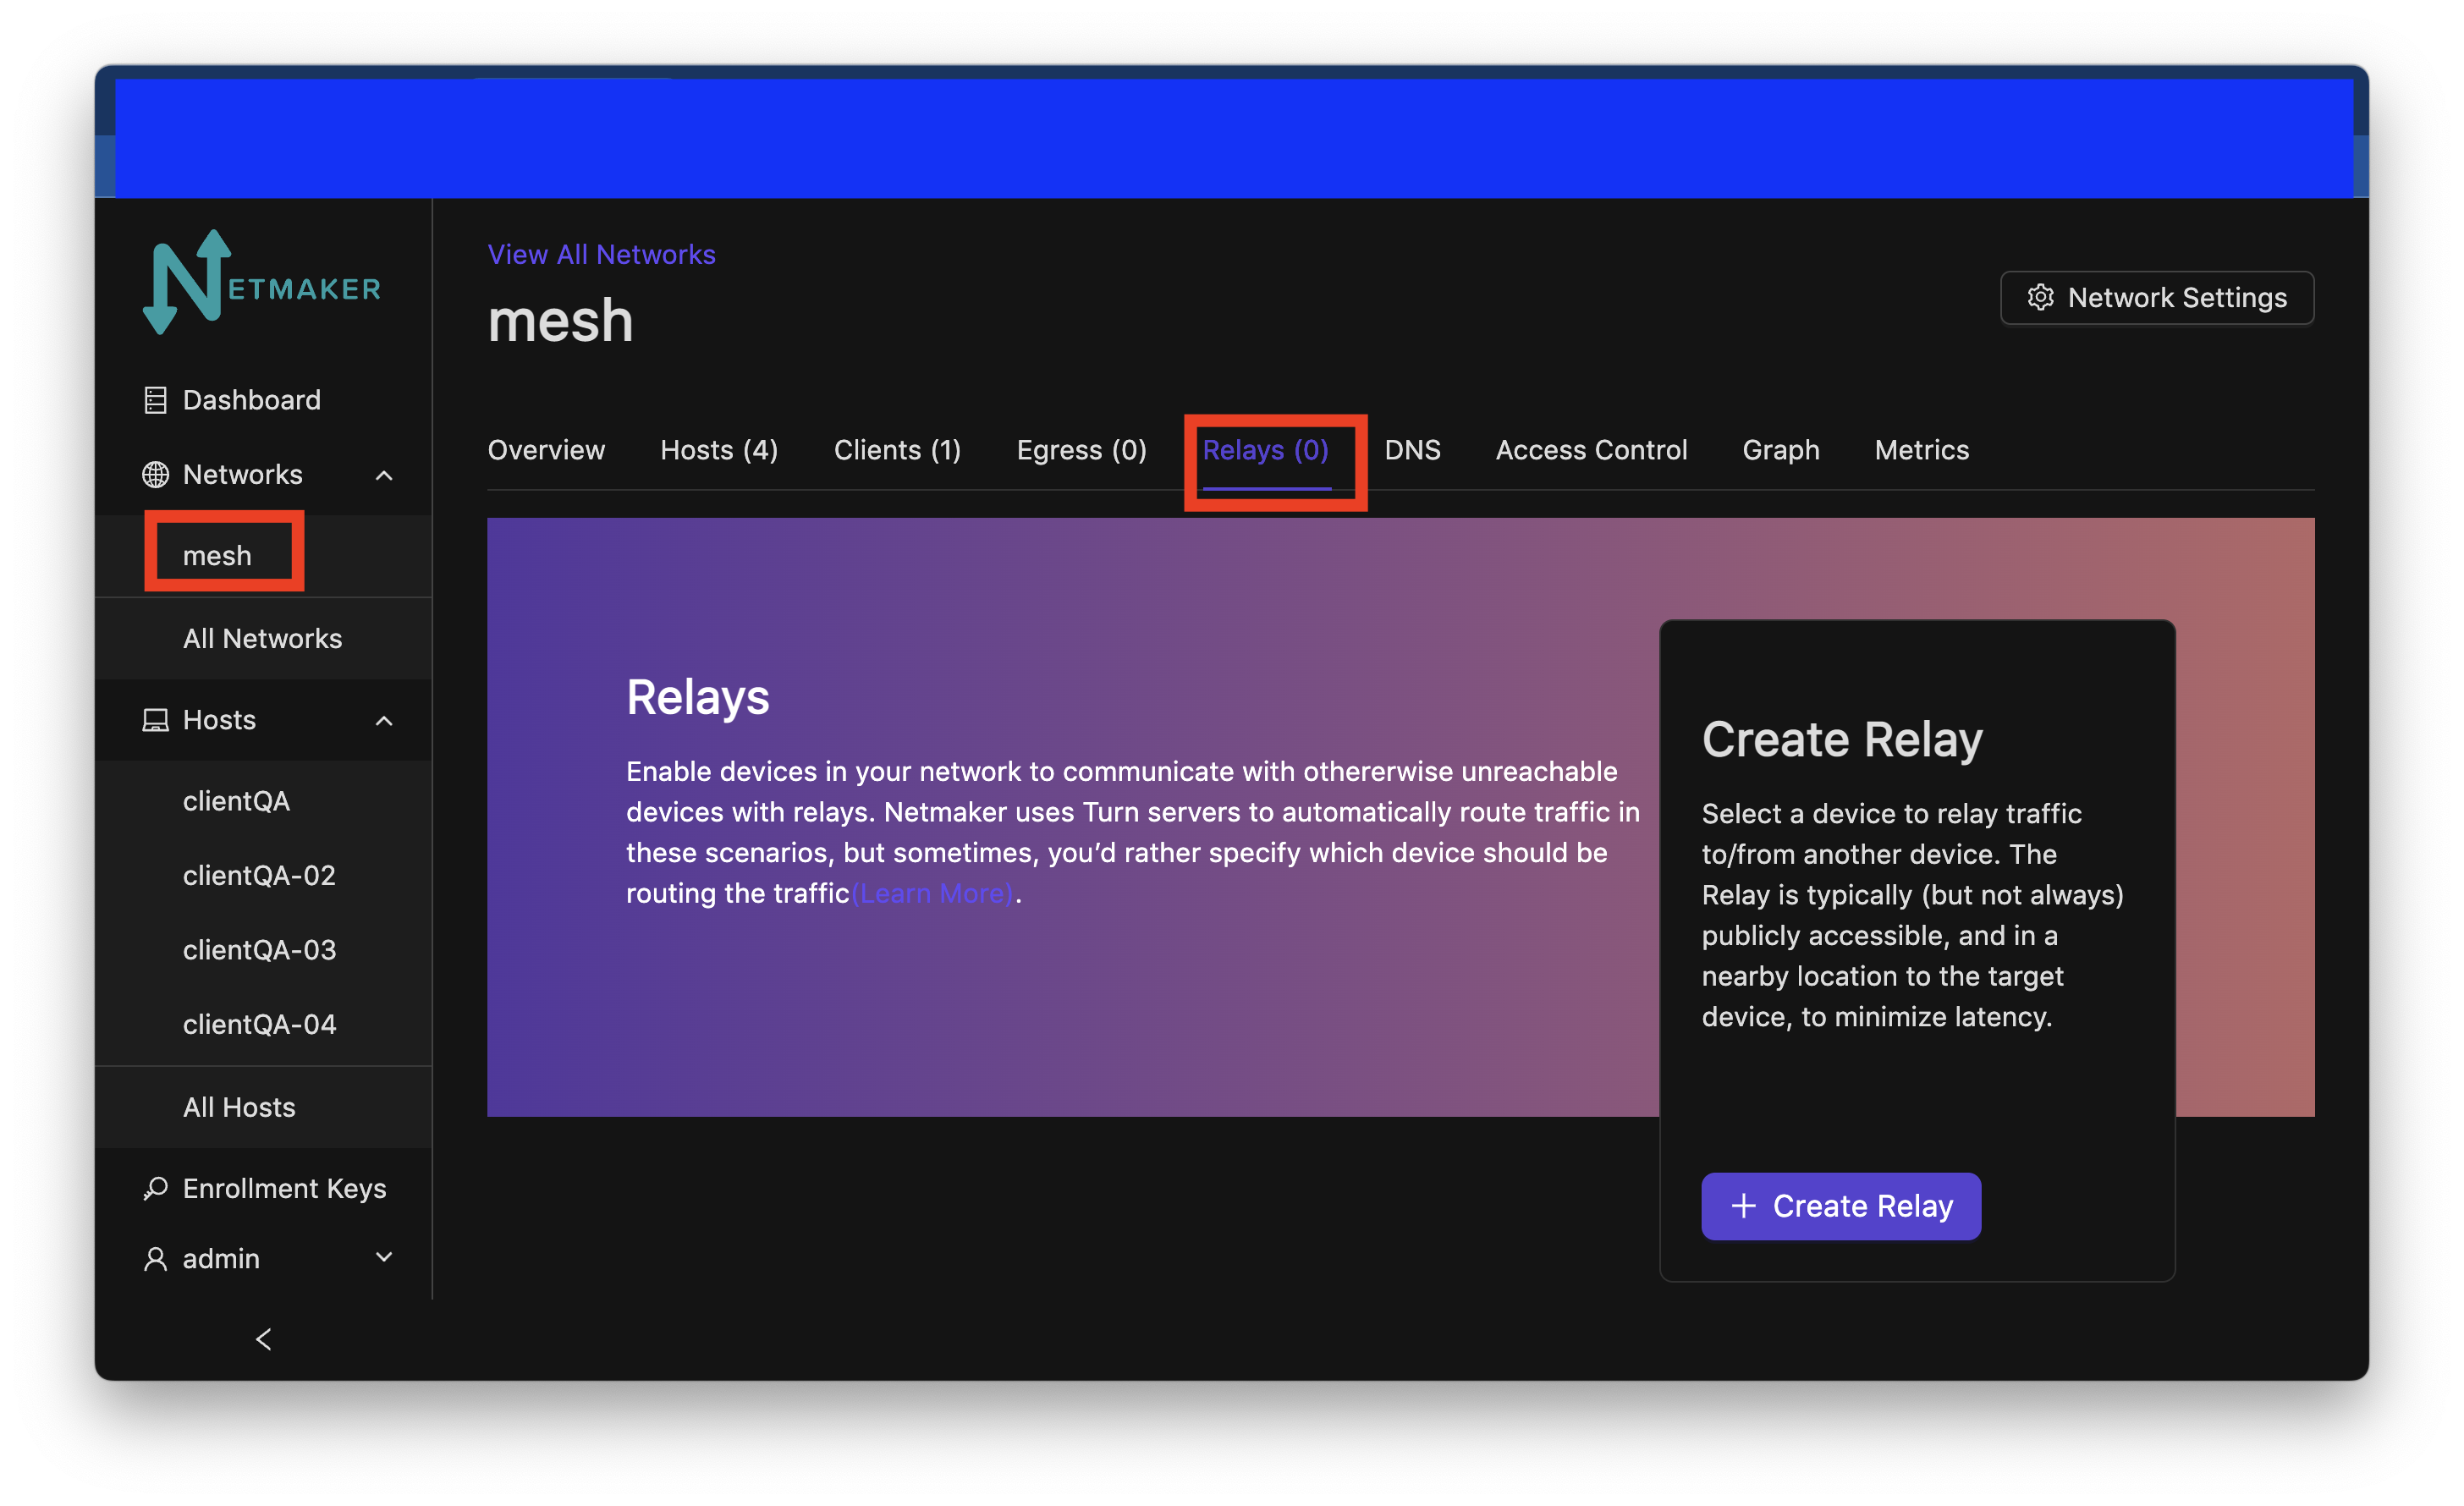 NETMAKER
Dashboard
Networks
mesh
All Networks
Hosts
clientQA
clientQA-02
clientQA-03
clientQA-04
All Hosts
Enrollment Keys
admin
View All Networks
mesh
Network Settings
Overview Hosts (4) Clients (1) Egress (0) Relays (0) DNS Access Control Graph Metrics
Relays
Enable devices in your network to communicate with othererwise unreachable
devices with relays. Netmaker uses Turn servers to automatically route traffic in
these scenarios, but sometimes, you’d rather specify which device should be
routing the traffic(Learn More).
Create Relay
Select a device to relay traffic
to/from another device. The
Relay is typically (but not always)
publicly accessible, and in a
nearby location to the target
device, to minimize latency.
+ Create Relay